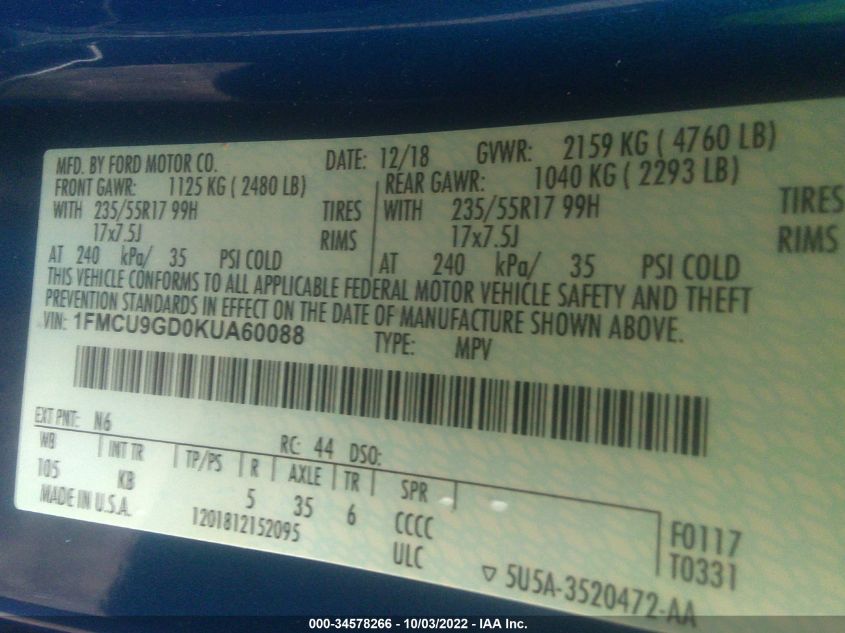 MFD. BY FORD MOTOR CO. DATE: 12/18 GVWR: 2159 KG ( 4760 LB)
FRONT GAWR: 1125 KG ( 2480 LB) REAR GAWR: 1040 KG ( 2293 LB)
WITH 235/55R17 99H TIRES WITH 235/55R17 99H TIRES
17x7.5J RIMS 17x7.5J RIMS
AT 240 kPa/ 35 PSI COLD AT 240 kPa/ 35 PSI COLD
THIS VEHICLE CONFORMS TO ALL APPLICABLE FEDERAL MOTOR VEHICLE SAFETY AND THEFT
PREVENTION STANDARDS IN EFFECT ON THE DATE OF MANUFACTURE SHOWN ABOVE.
VIN: 1FMCU9GD0KUA60088 TYPE: MPV
EXT PNT: N6 RC: 44 DSO:
WB INT TR TP/PS R AXLE TR SPR
105 KB 5 35 6 CCCC F0117
MADE IN U.S.A. 1201812152095 ULC T0331
5U5A-3520472-AA
000-34578266 - 10/03/2022 - IAA Inc.